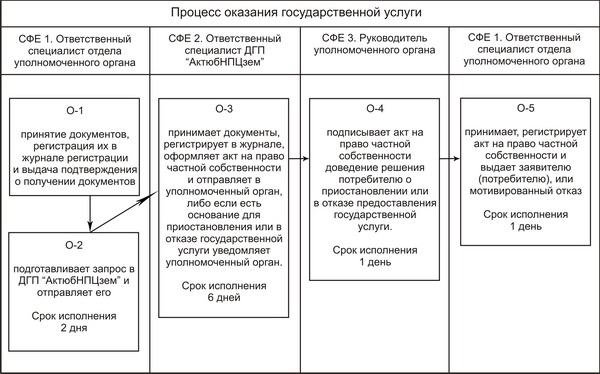 Процесс оказания государственной услуги
СФЕ 1. Ответственный
специалист отдела
уполномоченого органа
СФЕ 2. Ответственный
специалист ДГП
“АктюбНПЦзем”
СФЕ 3. Руководитель
уполномоченого органа
СФЕ 1. Ответственный
специалист отдела
уполномоченого органа
О-1
принятие документов,
регистрация их в
журнале регистрации
и выдача подтверждения
о получении документов
О-2
подготавливает запрос в
ДГП “АктюбНПЦзем” и
отправляет его
Срок исполнения
2 дня
О-3
принимает документы,
регистрирует в журнале,
оформляет акт на право
частной собственности
и отправляет в
уполномоченый орган,
либо если есть
основание для
приостановления или в
отказе государственной
услуги уведомляет
уполномоченый орган.
Срок исполнения
6 дней
О-4
подписывает акт на
право частной
собственности
доведение решения
потребителю о
приостановлении или
в отказе предоставления
государственной
услуги.
Срок исполнения
1 день
О-5
принимает, регистрирует
акт на право частной
собственности и
выдает заявителю
(потребителю), или
мотивированный отказ
Срок исполнения
1 день